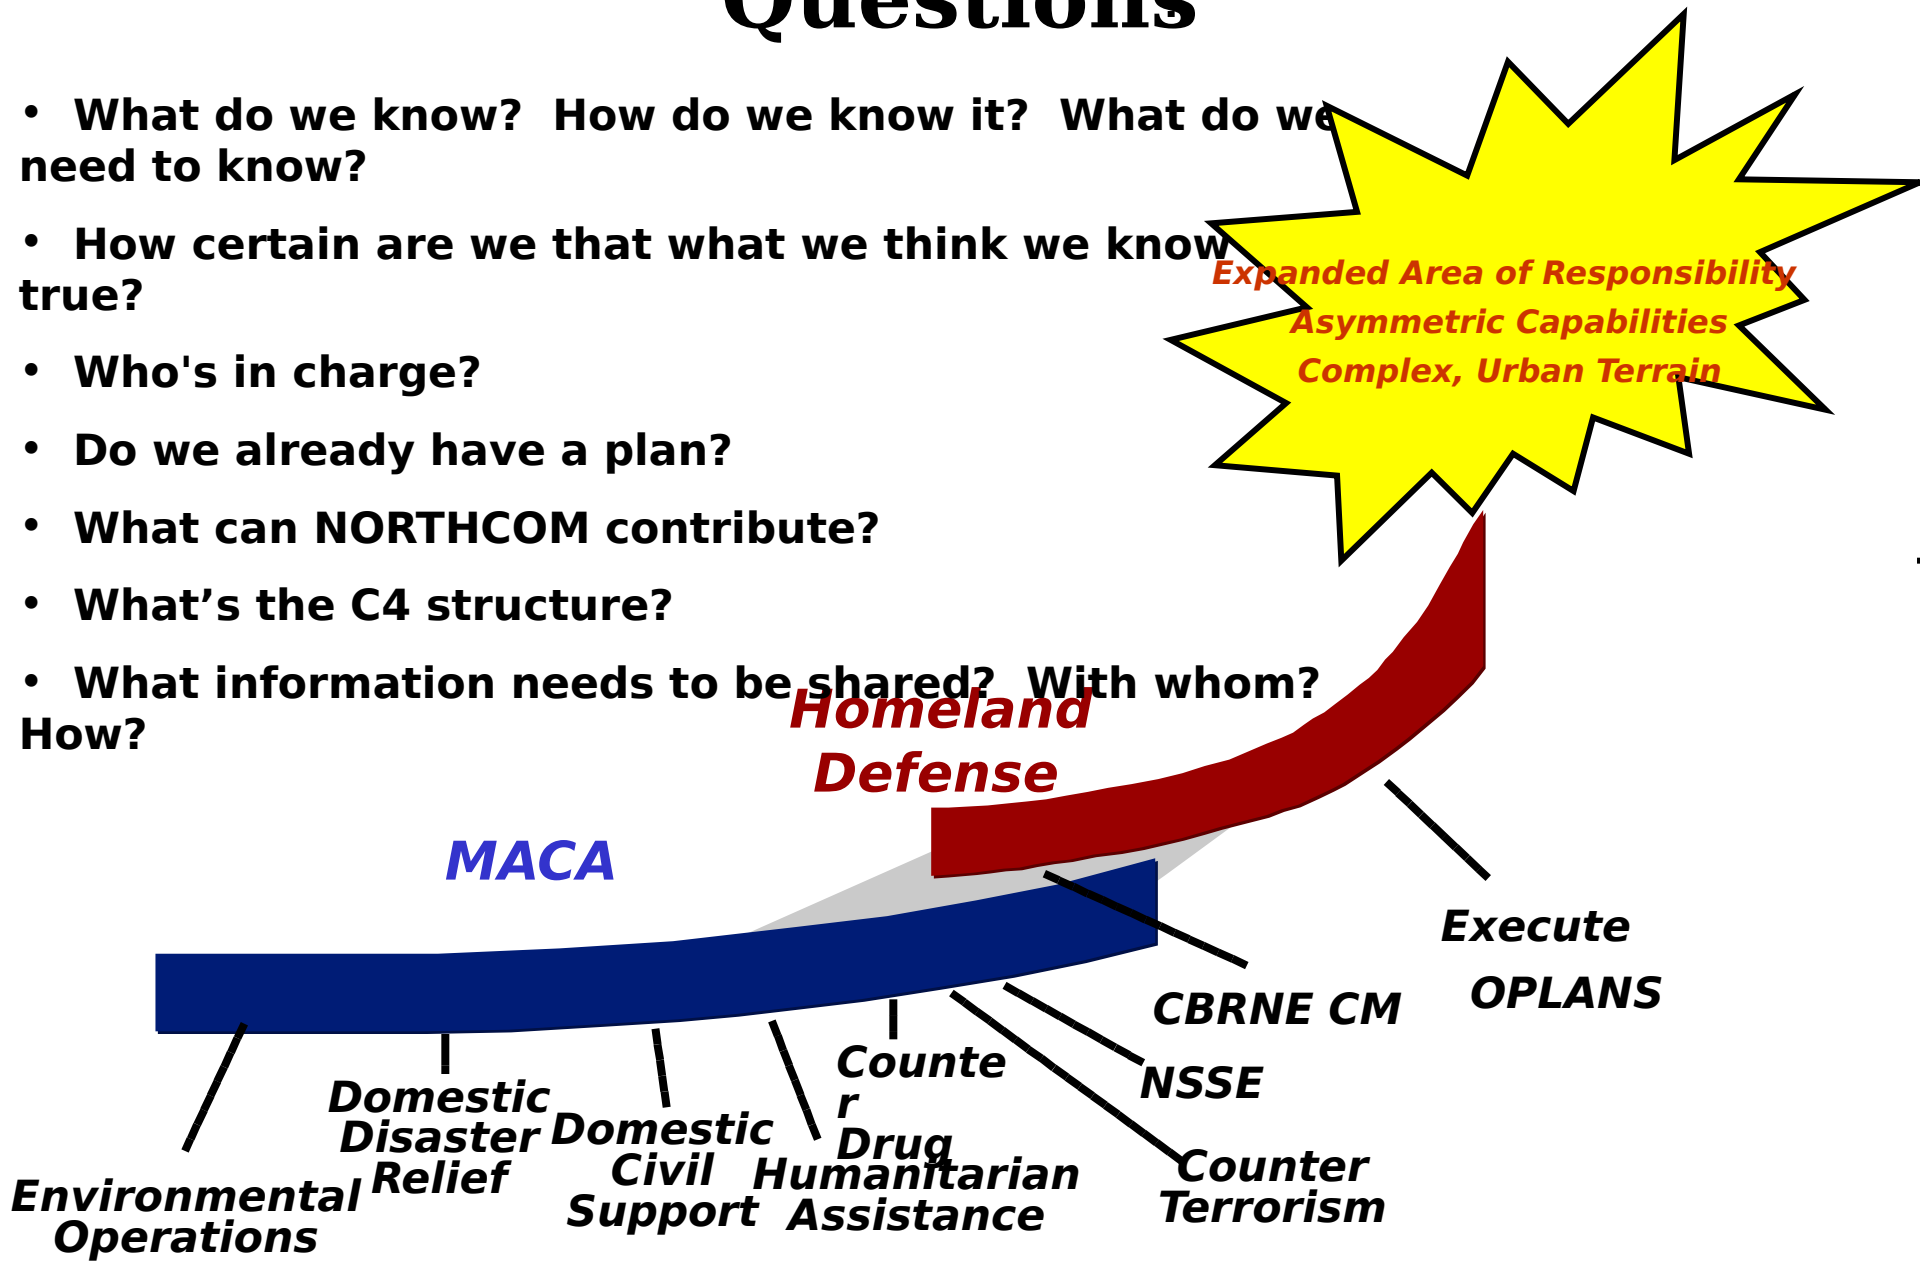 Questions
• What do we know?  How do we know it?  What do we
need to know?
• How certain are we that what we think we know
true?
• Who's in charge?
• Do we already have a plan?
• What can NORTHCOM contribute?
• What’s the C4 structure?
• What information needs to be shared?  With whom?
How?
Expanded Area of Responsibility
Asymmetric Capabilities
Complex, Urban Terrain
Homeland
Defense
MACA
Execute
OPLANS
CBRNE CM
NSSE
Counter
Terrorism
Counte
r
Drug
Humanitarian
Assistance
Domestic
Civil
Support
Domestic
Disaster
Relief
Environmental
Operations